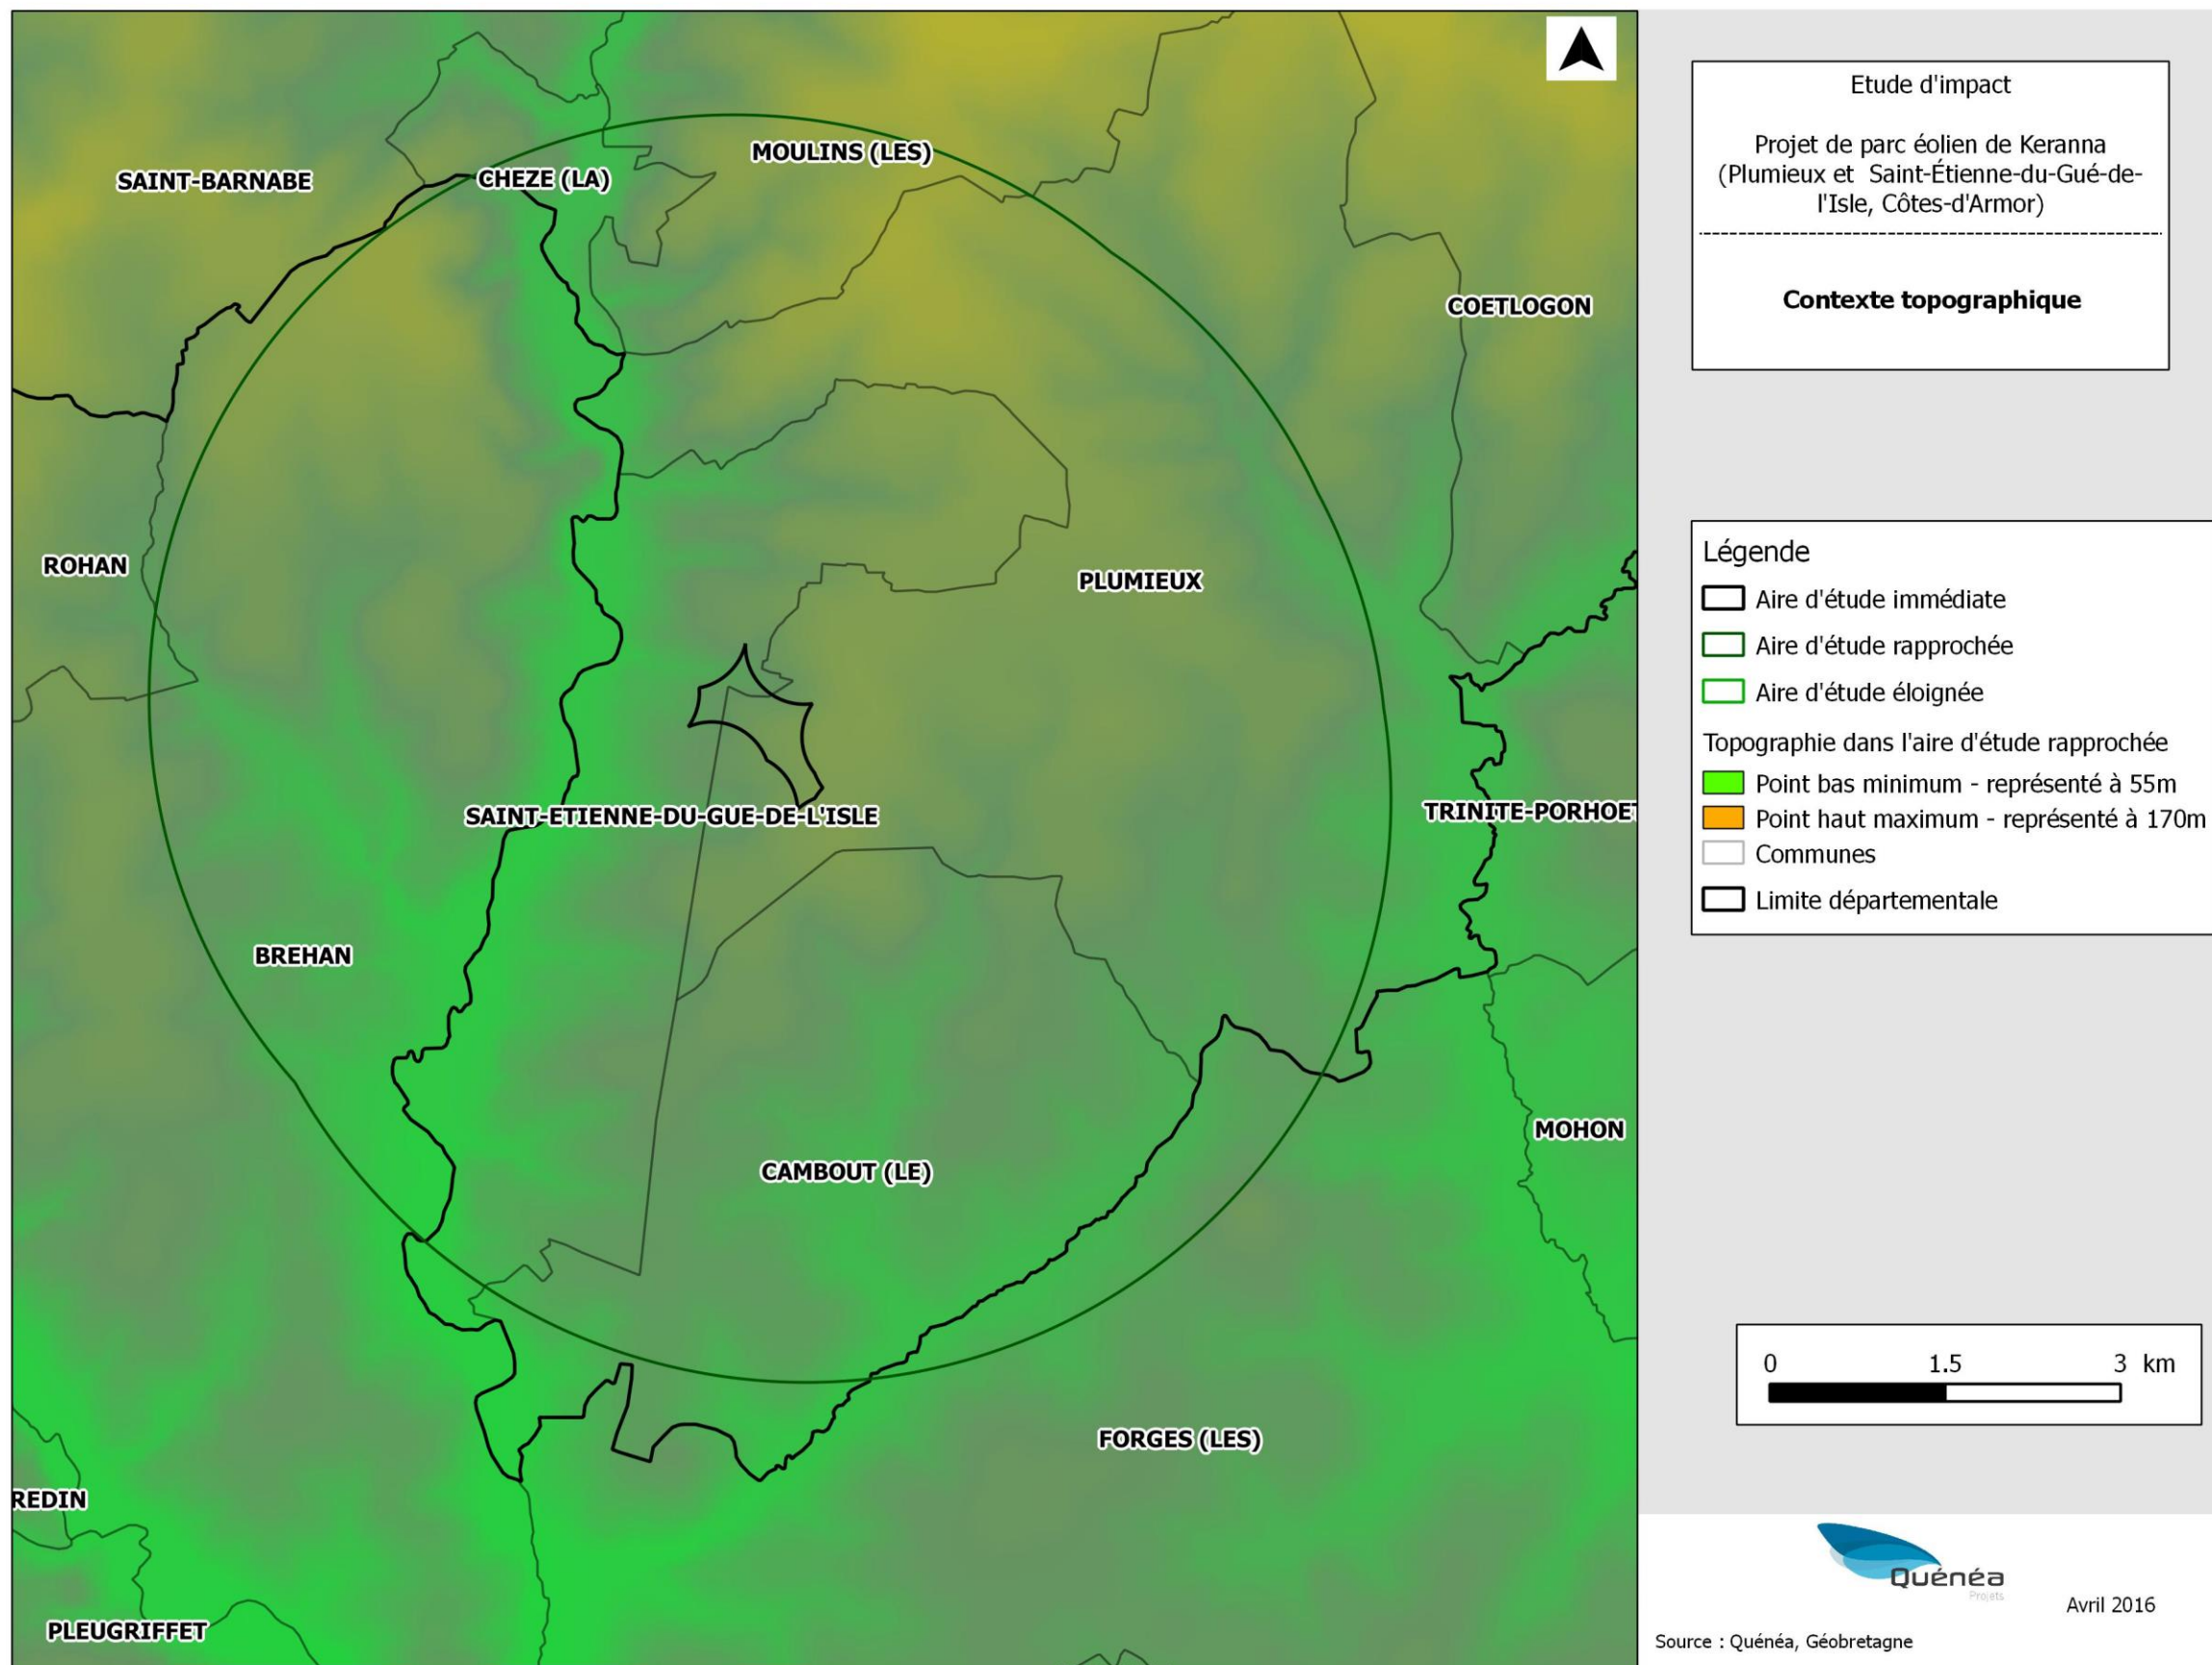 SAINT-BARNABE
CHEZE (LA)
MOULINS (LES)
COETLOGON
ROHAN
PLUMIEUX
SAINT-ETIENNE-DU-GUE-DE-L'ISLE
TRINITE-PORHOET
BREHAN
CAMBOUT (LE)
MOHON
FORGES (LES)
REDIN
PLEUGRIFFET
Etude d'impact
Projet de parc éolien de Keranna
(Plumieux et Saint-Étienne-du-Gué-de-
l'Isle, Côtes-d'Armor)
Contexte topographique
Légende
Aire d'étude immédiate
Aire d'étude rapprochée
Aire d'étude éloignée
Topographie dans l'aire d'étude rapprochée
Point bas minimum - représenté à 55m
Point haut maximum - représenté à 170m
Communes
Limite départementale
0 1.5 3 km
Quénéa
Projets
Avril 2016
Source : Quénéa, Géobretagne